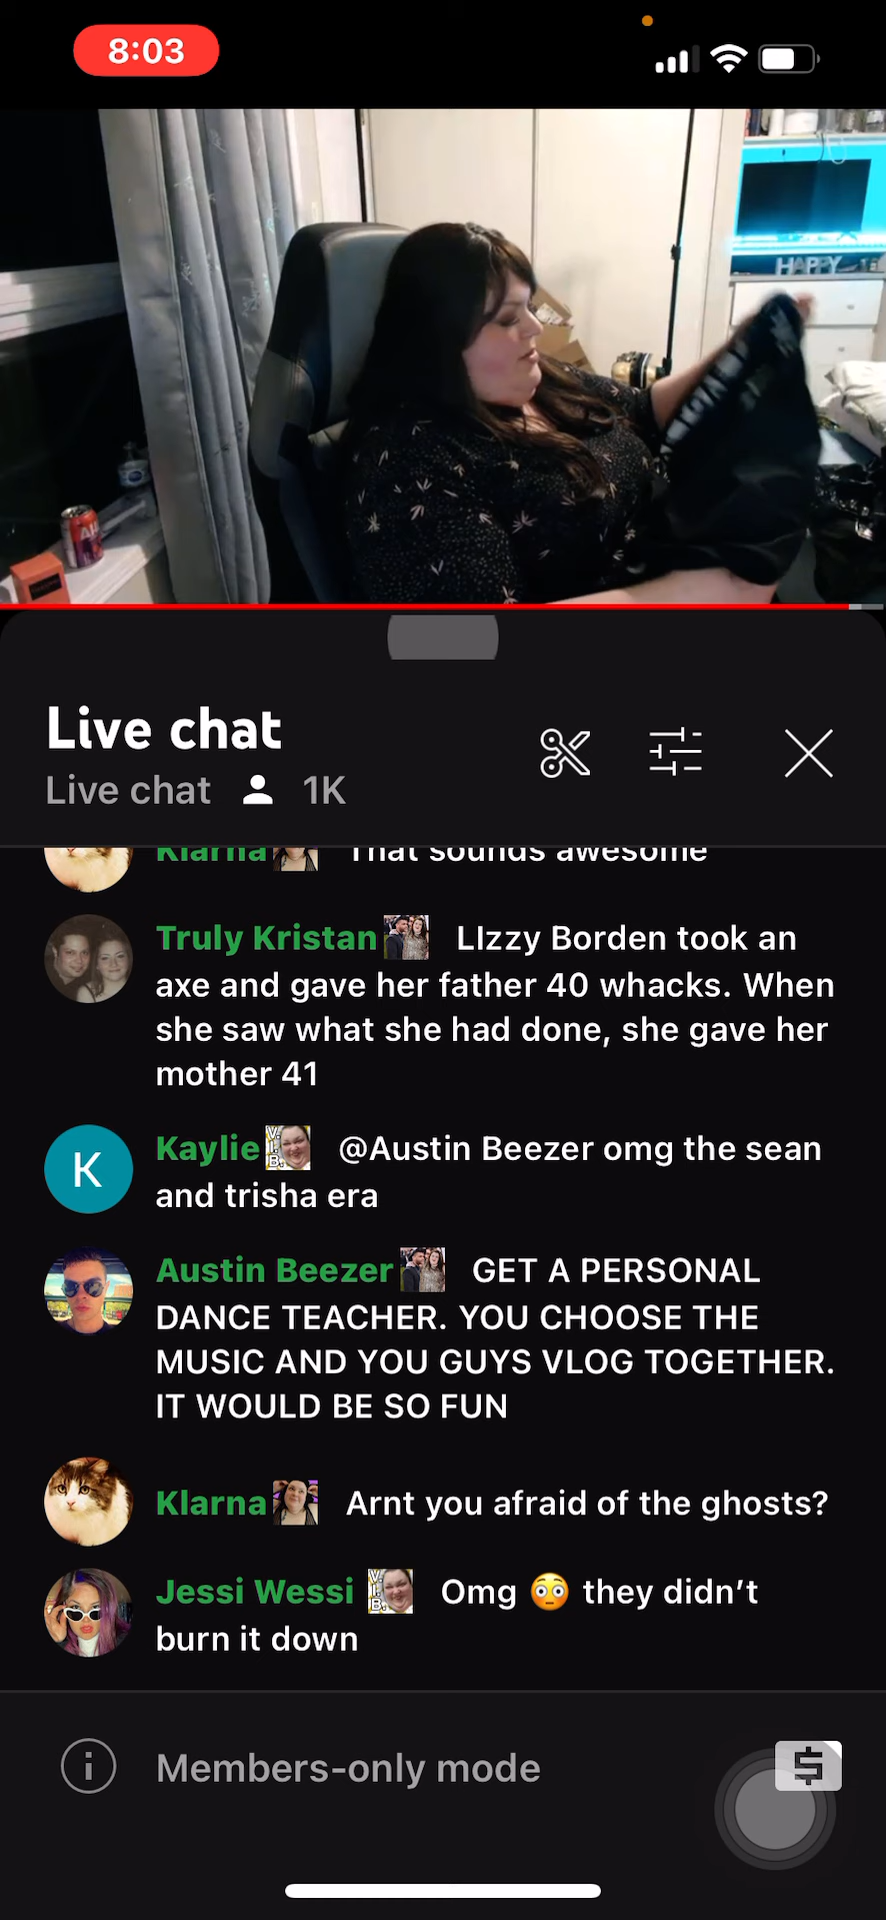 8:03
HAPPY
Live chat
Live chat 1K
Klarna That sounds awesome
Truly Kristan LIzzy Borden took an
axe and gave her father 40 whacks. When
she saw what she had done, she gave her
mother 41
K
Kaylie V.I.B. @Austin Beezer omg the sean
and trisha era
Austin Beezer GET A PERSONAL
DANCE TEACHER. YOU CHOOSE THE
MUSIC AND YOU GUYS VLOG TOGETHER.
IT WOULD BE SO FUN
Klarna Arnt you afraid of the ghosts?
Jessi Wessi V.I.B. Omg 😳 they didn’t
burn it down
Members-only mode
$